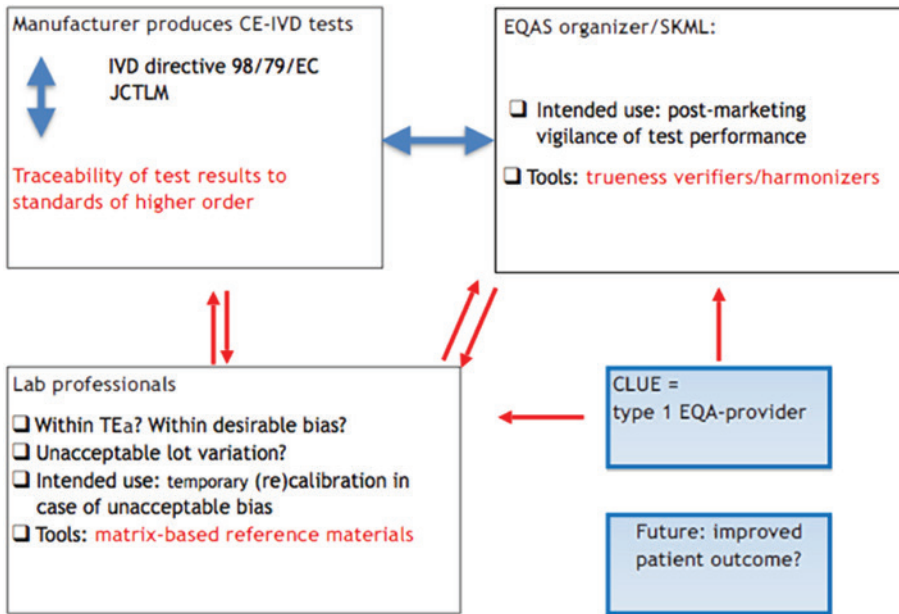 Manufacturer produces CE-IVD tests
IVD directive 98/79/EC
JCTLM
Traceability of test results to
standards of higher order
EQAS organizer/SKML:
❑ Intended use: post-marketing
vigilance of test performance
❑ Tools: trueness verifiers/harmonizers
Lab professionals
❑ Within TEa? Within desirable bias?
❑ Unacceptable lot variation?
❑ Intended use: temporary (re)calibration in
case of unacceptable bias
❑ Tools: matrix-based reference materials
CLUE =
type 1 EQA-provider
Future: improved
patient outcome?